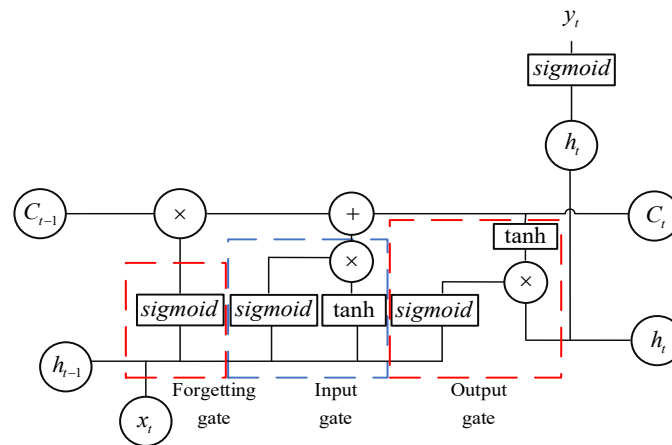 y_t
sigmoid
h_t
C_{t-1}
×
+
C_t
tanh
×
×
sigmoid
sigmoid
tanh
sigmoid
h_{t-1}
h_t
Forgetting
gate
Input
gate
Output
gate
x_t